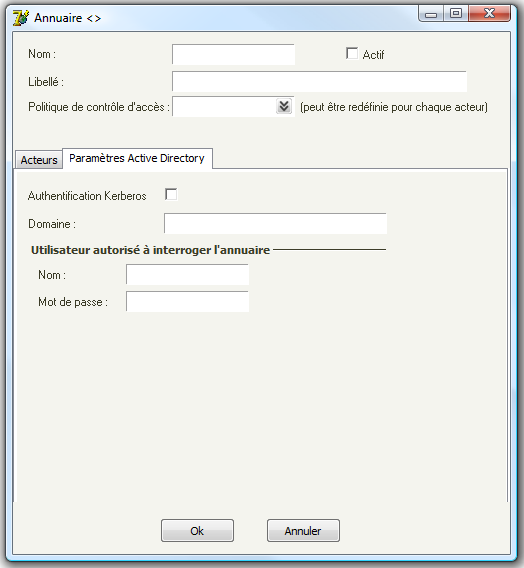 Annuaire <>
Nom :
Actif
Libellé :
Politique de contrôle d'accès :
(peut être redéfinie pour chaque acteur)
Acteurs
Paramètres Active Directory
Authentification Kerberos
Domaine :
Utilisateur autorisé à interroger l'annuaire
Nom :
Mot de passe :
Ok
Annuler